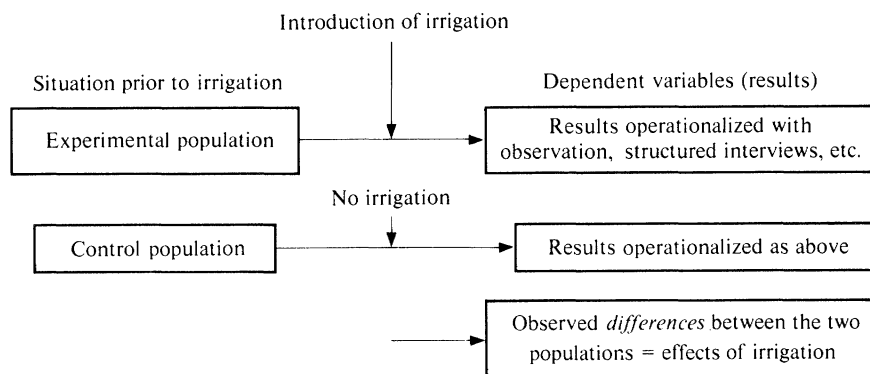 Introduction of irrigation
Situation prior to irrigation
Dependent variables (results)
Experimental population
Results operationalized with
observation, structured interviews, etc.
No irrigation
Control population
Results operationalized as above
Observed differences between the two
populations = effects of irrigation